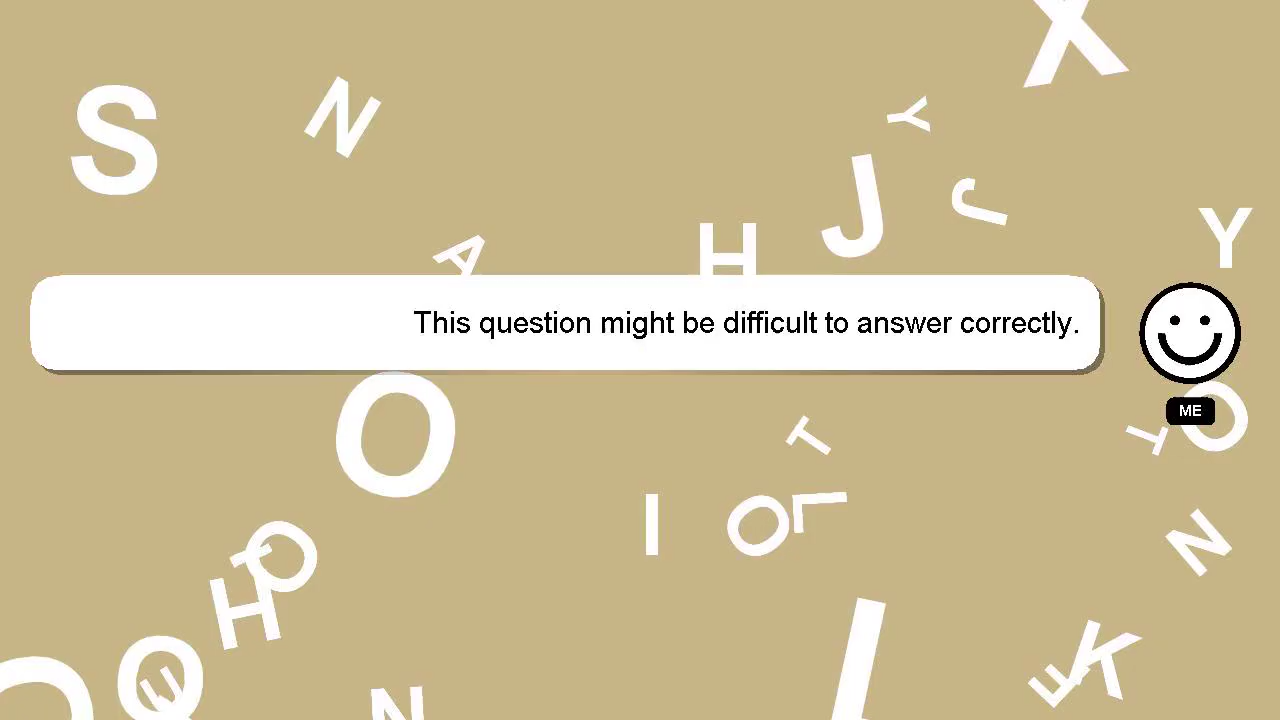 X
S
N
Y
J
J
Y
A
H
This question might be difficult to answer correctly.
ME
O
O
T
T
I
O
L
N
O
T
H
K
E
O
E
N